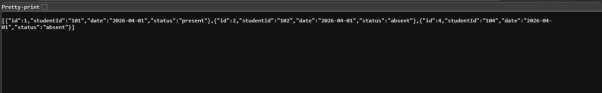 Pretty-print
[{"id":1,"studentId":"101","date":"2026-04-01","status":"present"},{"id":2,"studentId":"102","date":"2026-04-01","status":"absent"},{"id":4,"studentId":"104","date":"2026-04-
01","status":"absent"}]